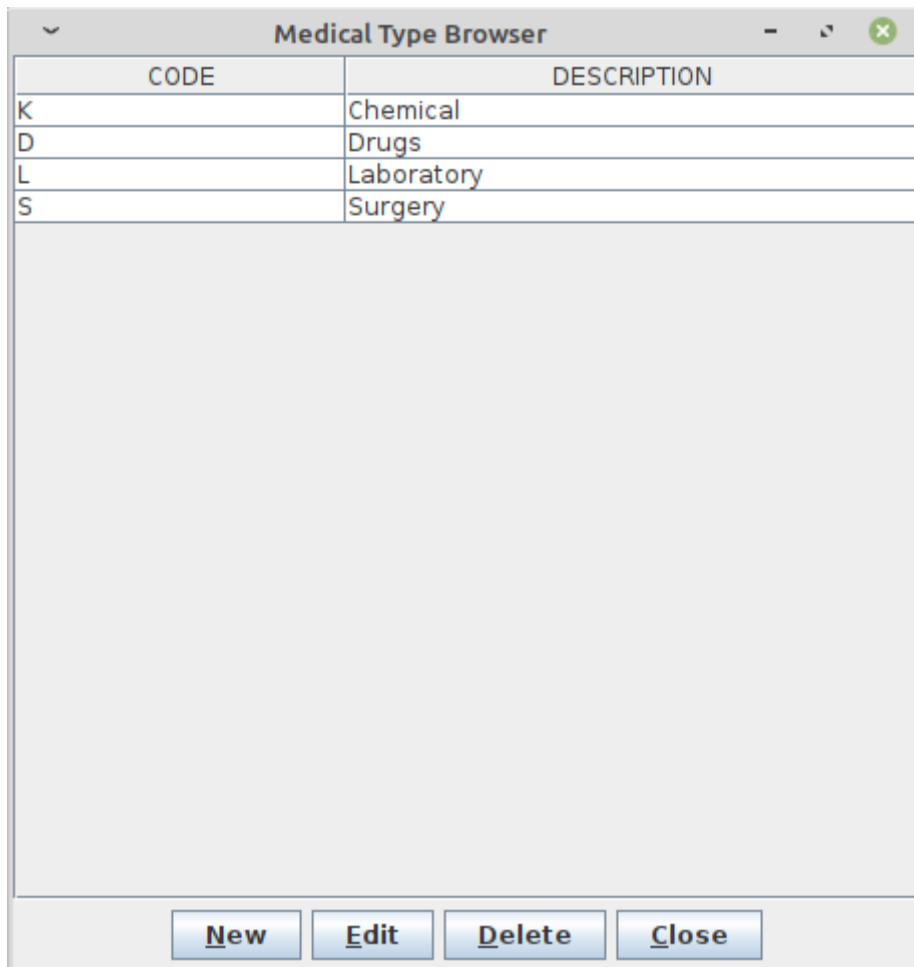 Medical Type Browser
CODE DESCRIPTION
K Chemical
D Drugs
L Laboratory
S Surgery
New Edit Delete Close